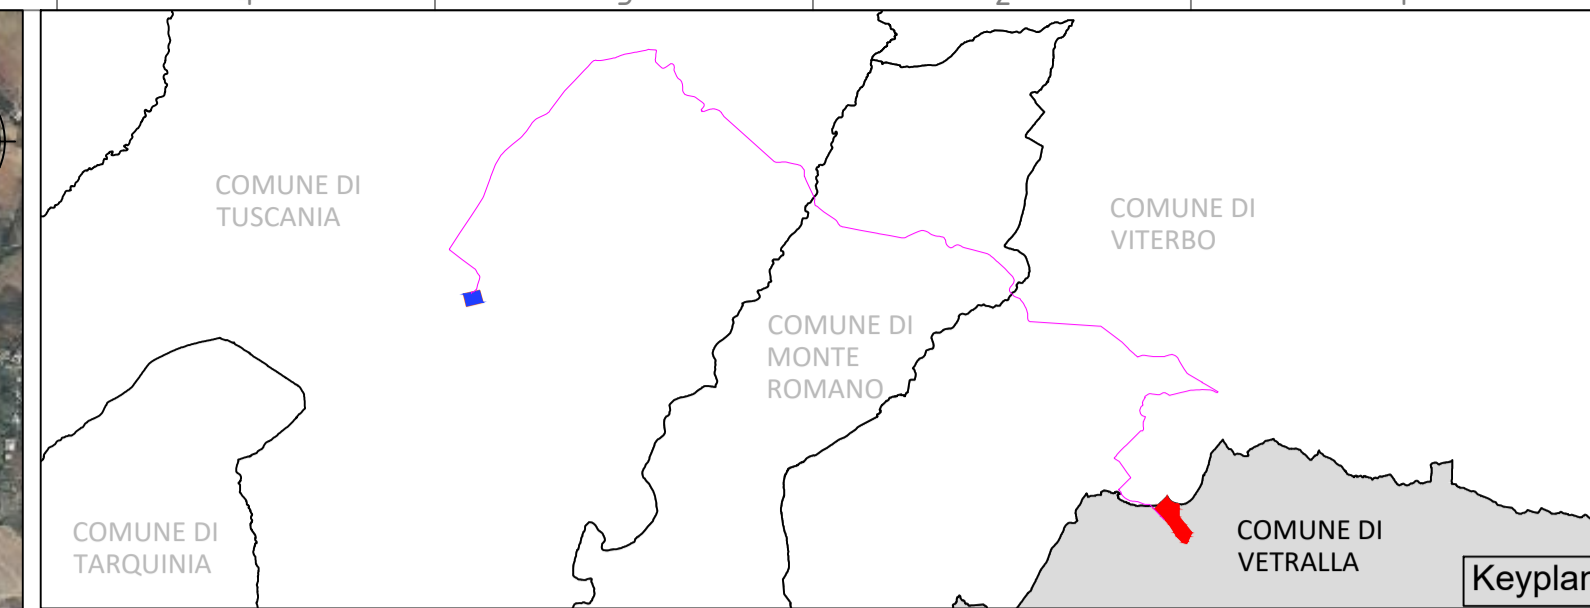 COMUNE DI
TUSCANIA
COMUNE DI
VITERBO
COMUNE DI
MONTE
ROMANO
COMUNE DI
TARQUINIA
COMUNE DI
VETRALLA
Keyplan